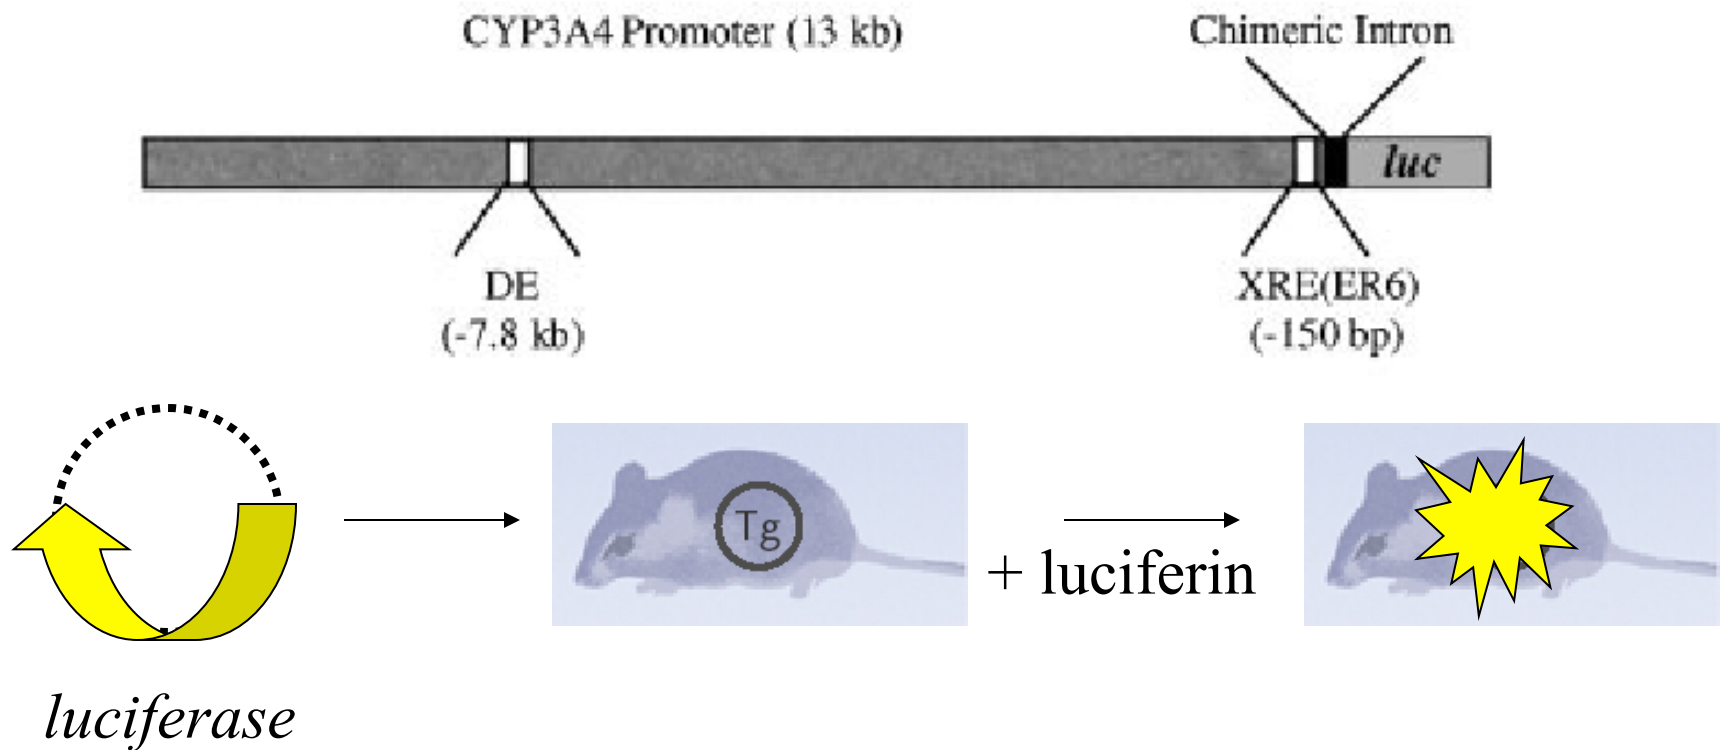 CYP3A4 Promoter (13 kb)
Chimeric Intron
luc
DE
(-7.8 kb)
XRE(ER6)
(-150 bp)
Tg
+ luciferin
luciferase